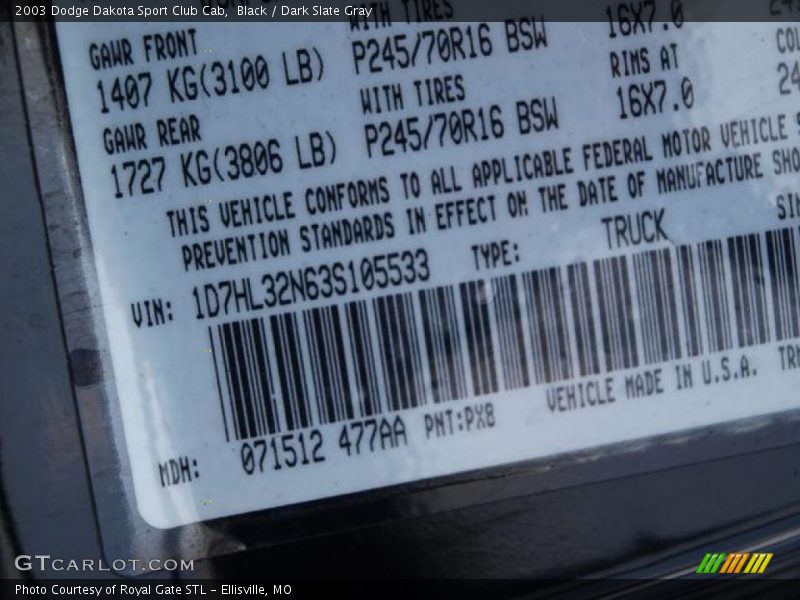 2003 Dodge Dakota Sport Club Cab, Black / Dark Slate Gray
WITH TIRES 16X7.0
GAWR FRONT P245/70R16 BSW RIMS AT
1407 KG(3100 LB) WITH TIRES 16X7.0
GAWR REAR P245/70R16 BSW
1727 KG(3806 LB)
THIS VEHICLE CONFORMS TO ALL APPLICABLE FEDERAL MOTOR VEHICLE
PREVENTION STANDARDS IN EFFECT ON THE DATE OF MANUFACTURE SHO
VIN: 1D7HL32N63S105533 TYPE: TRUCK
MDH: 071512 477AA PNT:PX8 VEHICLE MADE IN U.S.A.
GTCARLOT.COM
Photo Courtesy of Royal Gate STL - Ellisville, MO